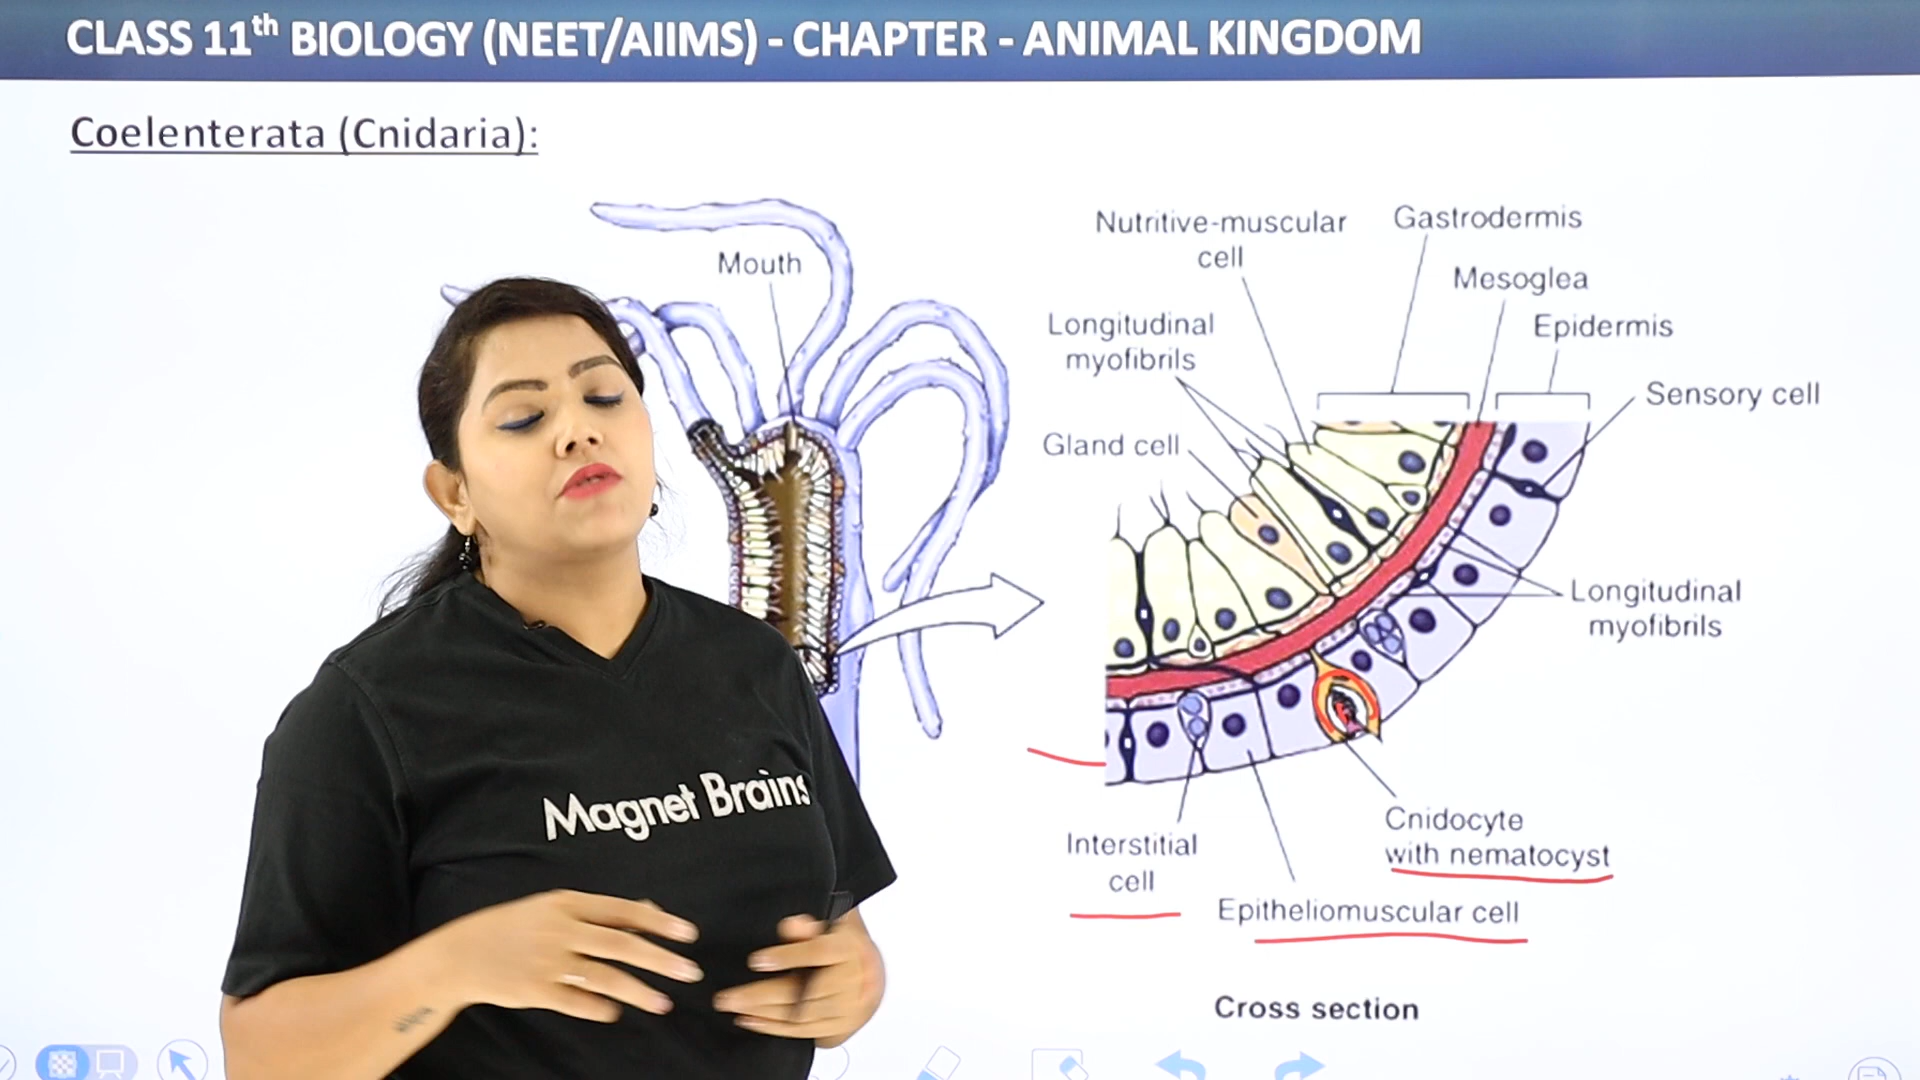 CLASS 11th BIOLOGY (NEET/AIIMS) - CHAPTER - ANIMAL KINGDOM
Coelenterata (Cnidaria):
Mouth
Nutritive-muscular
cell
Gastrodermis
Mesoglea
Longitudinal
myofibrils
Epidermis
Sensory cell
Gland cell
Longitudinal
myofibrils
Magnet Brains
Cnidocyte
with nematocyst
Interstitial
cell
Epitheliomuscular cell
Cross section